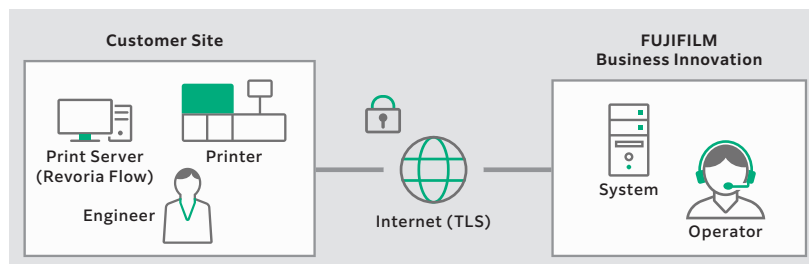 Customer Site
FUJIFILM
Business Innovation
Print Server
(Revoria Flow)
Printer
Engineer
Internet (TLS)
System
Operator